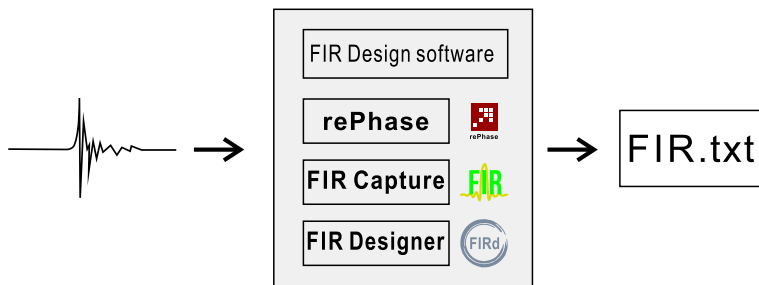 FIR Design software
rePhase
rePhase
FIR Capture
FIR
FIR Designer
FIRd
FIR.txt